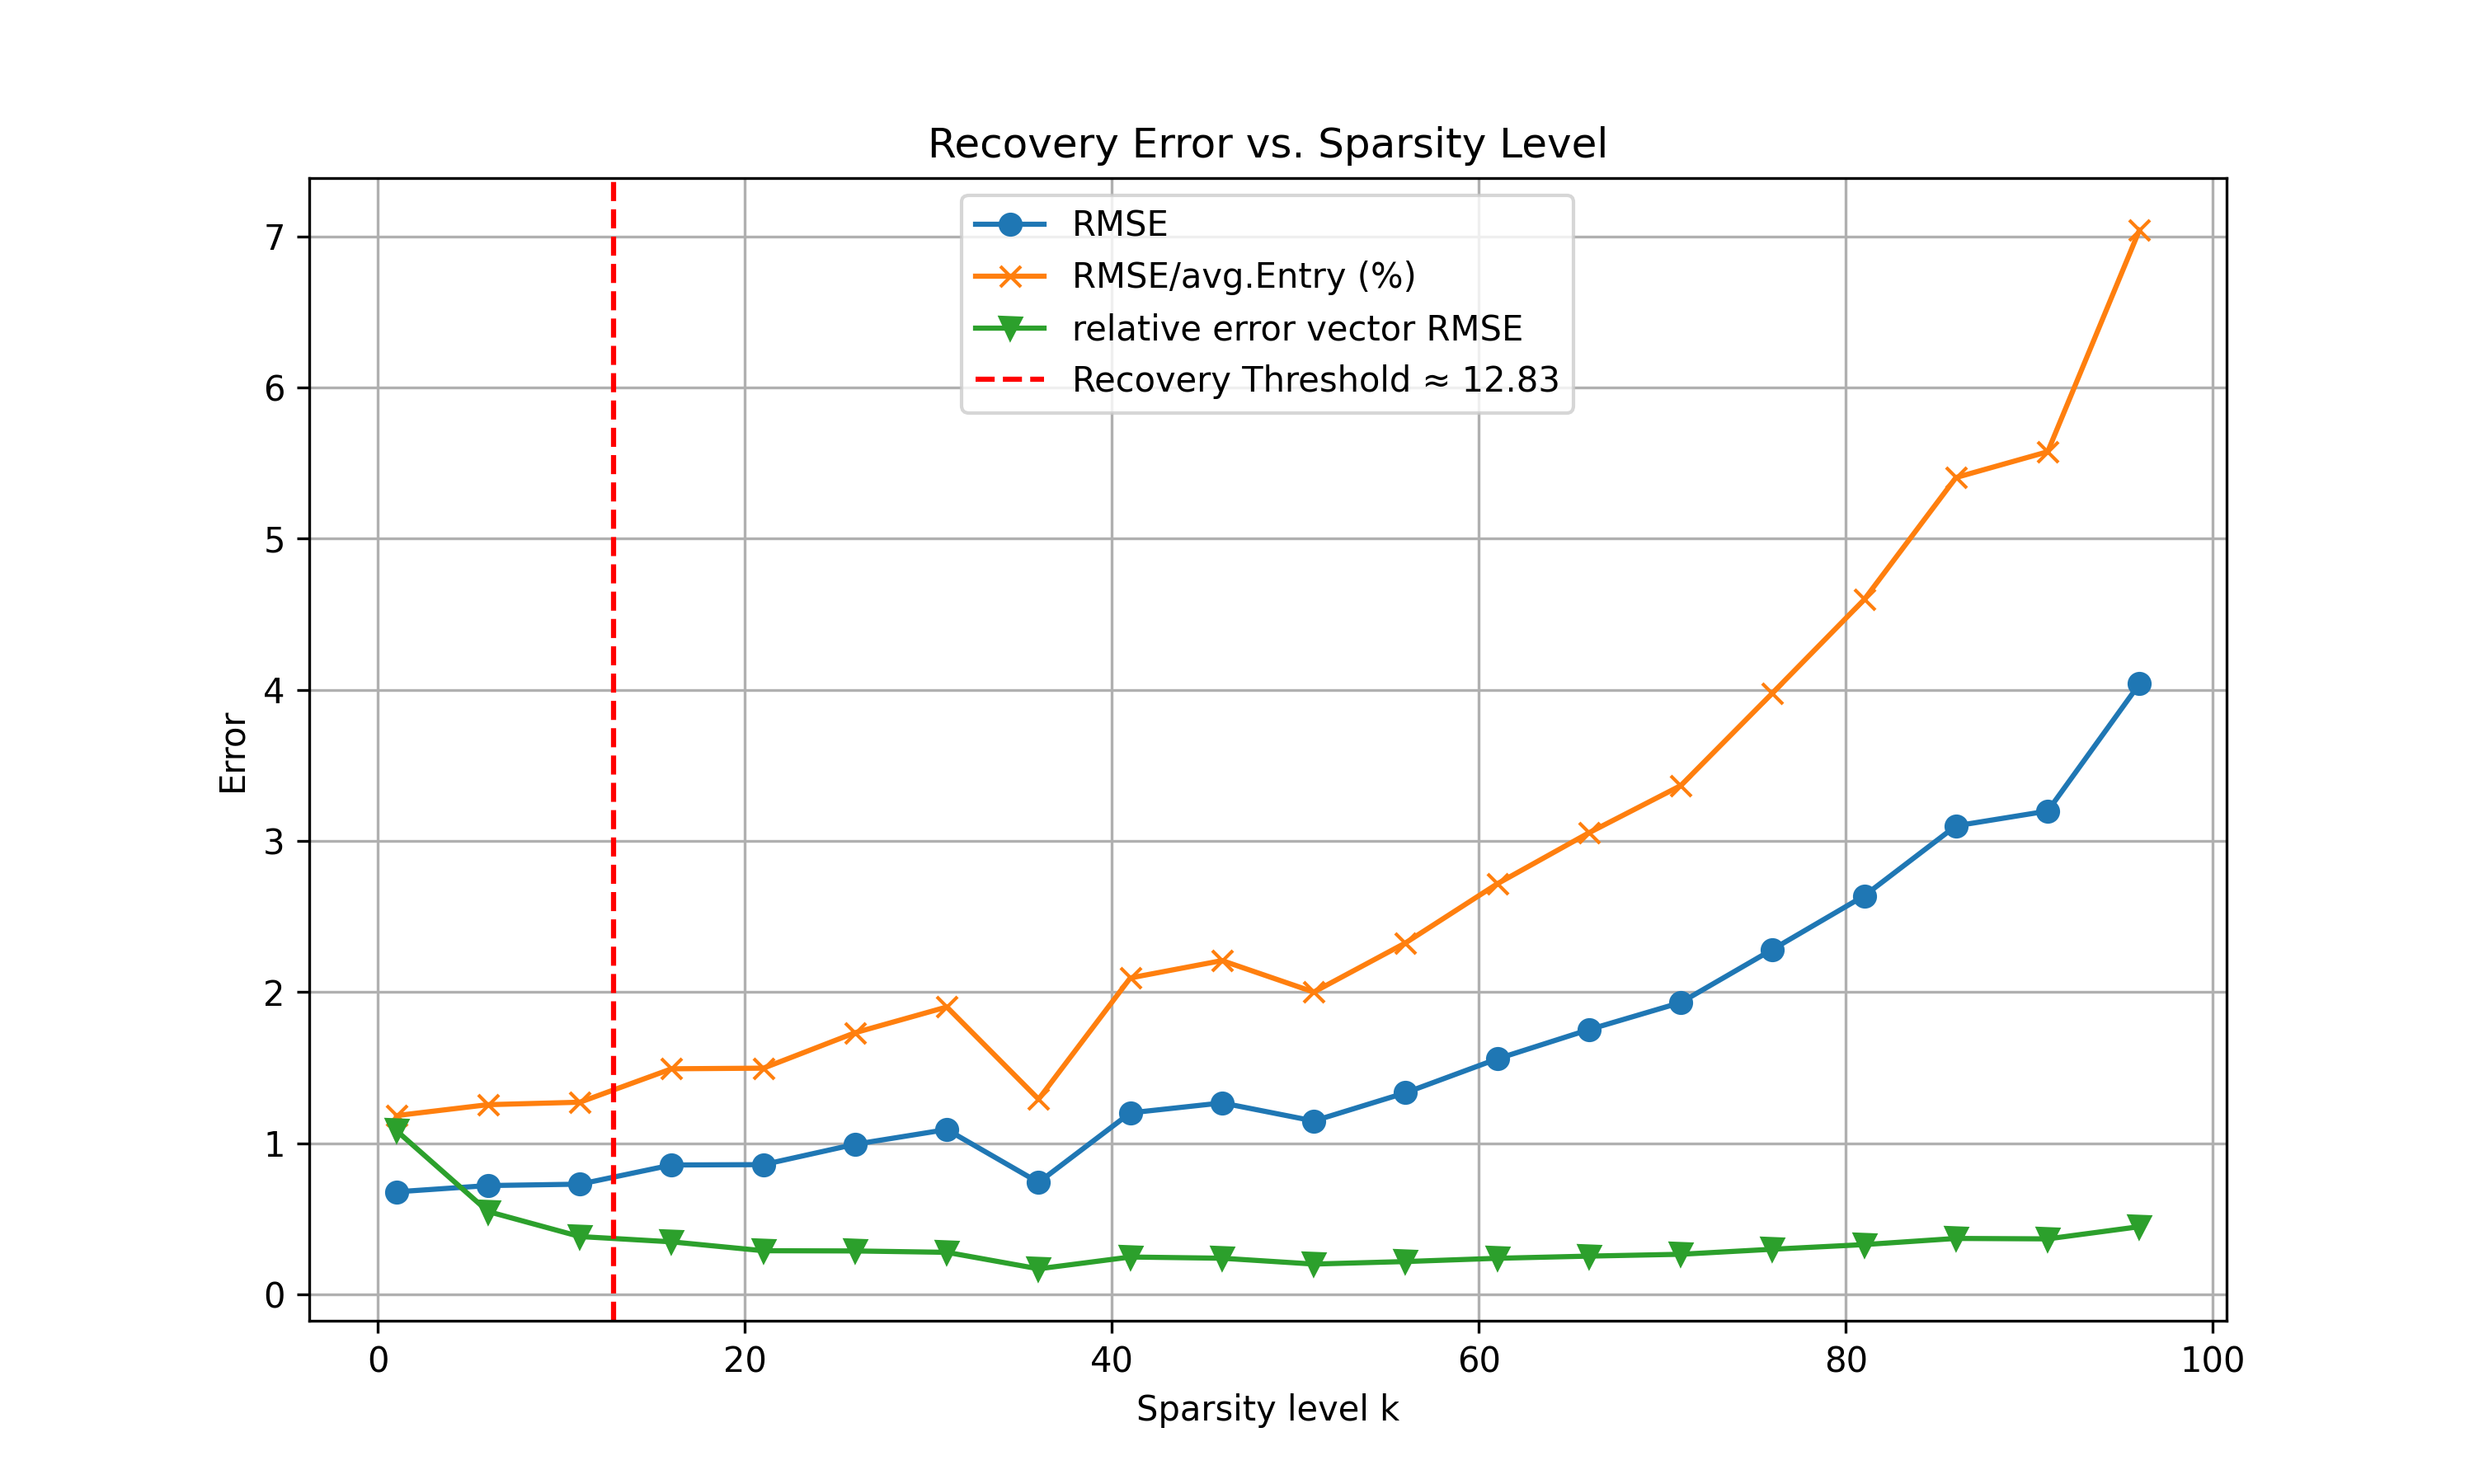 Recovery Error vs. Sparsity Level
RMSE
RMSE/avg.Entry (%)
relative error vector RMSE
Recovery Threshold ≈ 12.83
7
6
5
4
3
2
1
0
Error
0 20 40 60 80 100
Sparsity level k